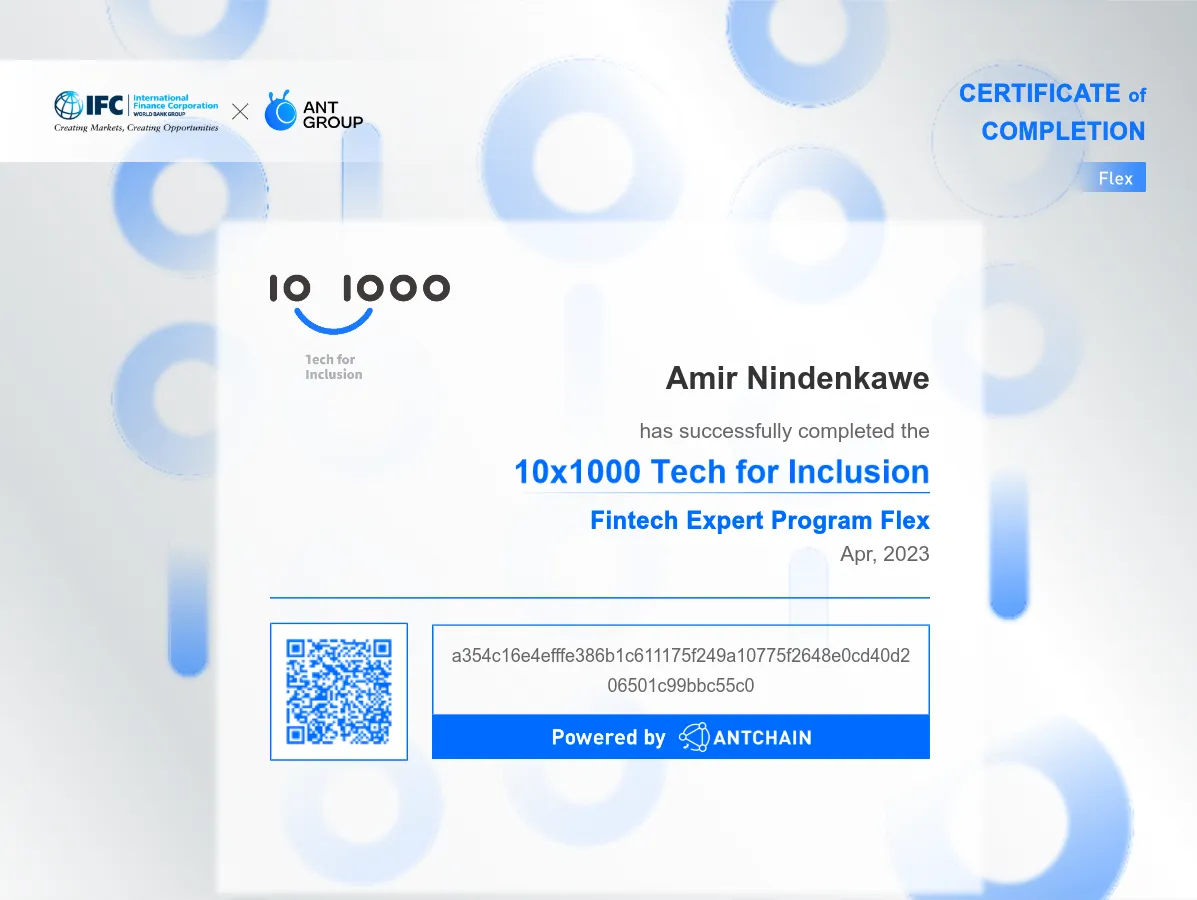 IFC
International
Finance Corporation
WORLD BANK GROUP
Creating Markets, Creating Opportunities
ANT
GROUP
CERTIFICATE of
COMPLETION
Flex
10 1000
Tech for
Inclusion
Amir Nindenkawe
has successfully completed the
10x1000 Tech for Inclusion
Fintech Expert Program Flex
Apr, 2023
a354c16e4efffe386b1c611175f249a10775f2648e0cd40d2
06501c99bbc55c0
Powered by ANTCHAIN